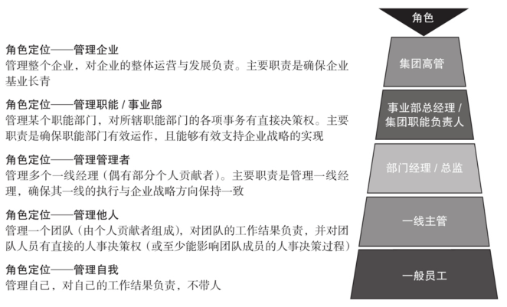 角色
角色定位——管理企业
管理整个企业，对企业的整体运营与发展负责。主要职责是确保企业
基业长青
集团高管
角色定位——管理职能 / 事业部
管理某个职能部门，对所辖职能部门的各项事务有直接决策权。主要
职责是确保职能部门有效运作，且能够有效支持企业战略的实现
事业部总经理 /
集团职能负责人
角色定位——管理管理者
管理多个一线经理（偶有部分个人贡献者）。主要职责是管理一线经
理，确保其一线的执行与企业战略方向保持一致
部门经理 / 总监
角色定位——管理他人
管理一个团队（由个人贡献者组成），对团队的工作结果负责，并对团
队人员有直接的人事决策权（或至少能影响团队成员的人事决策过程）
一线主管
角色定位——管理自我
管理自己，对自己的工作结果负责，不带人
一般员工